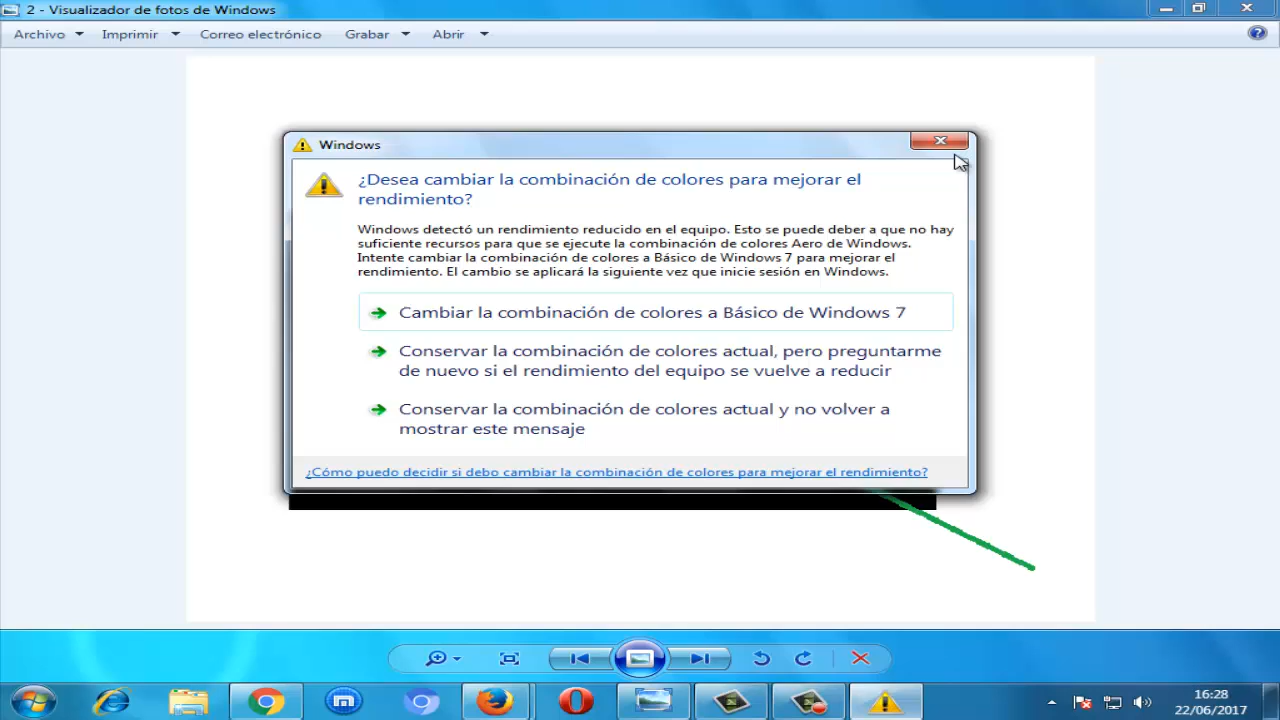 2 - Visualizador de fotos de Windows
Archivo Imprimir Correo electrónico Grabar Abrir
Windows
¿Desea cambiar la combinación de colores para mejorar el
rendimiento?
Windows detectó un rendimiento reducido en el equipo. Esto se puede deber a que no hay
suficiente recursos para que se ejecute la combinación de colores Aero de Windows.
Intente cambiar la combinación de colores a Básico de Windows 7 para mejorar el
rendimiento. El cambio se aplicará la siguiente vez que inicie sesión en Windows.
Cambiar la combinación de colores a Básico de Windows 7
Conservar la combinación de colores actual, pero preguntarme
de nuevo si el rendimiento del equipo se vuelve a reducir
Conservar la combinación de colores actual y no volver a
mostrar este mensaje
¿Cómo puedo decidir si debo cambiar la combinación de colores para mejorar el rendimiento?
16:28
22/06/2017